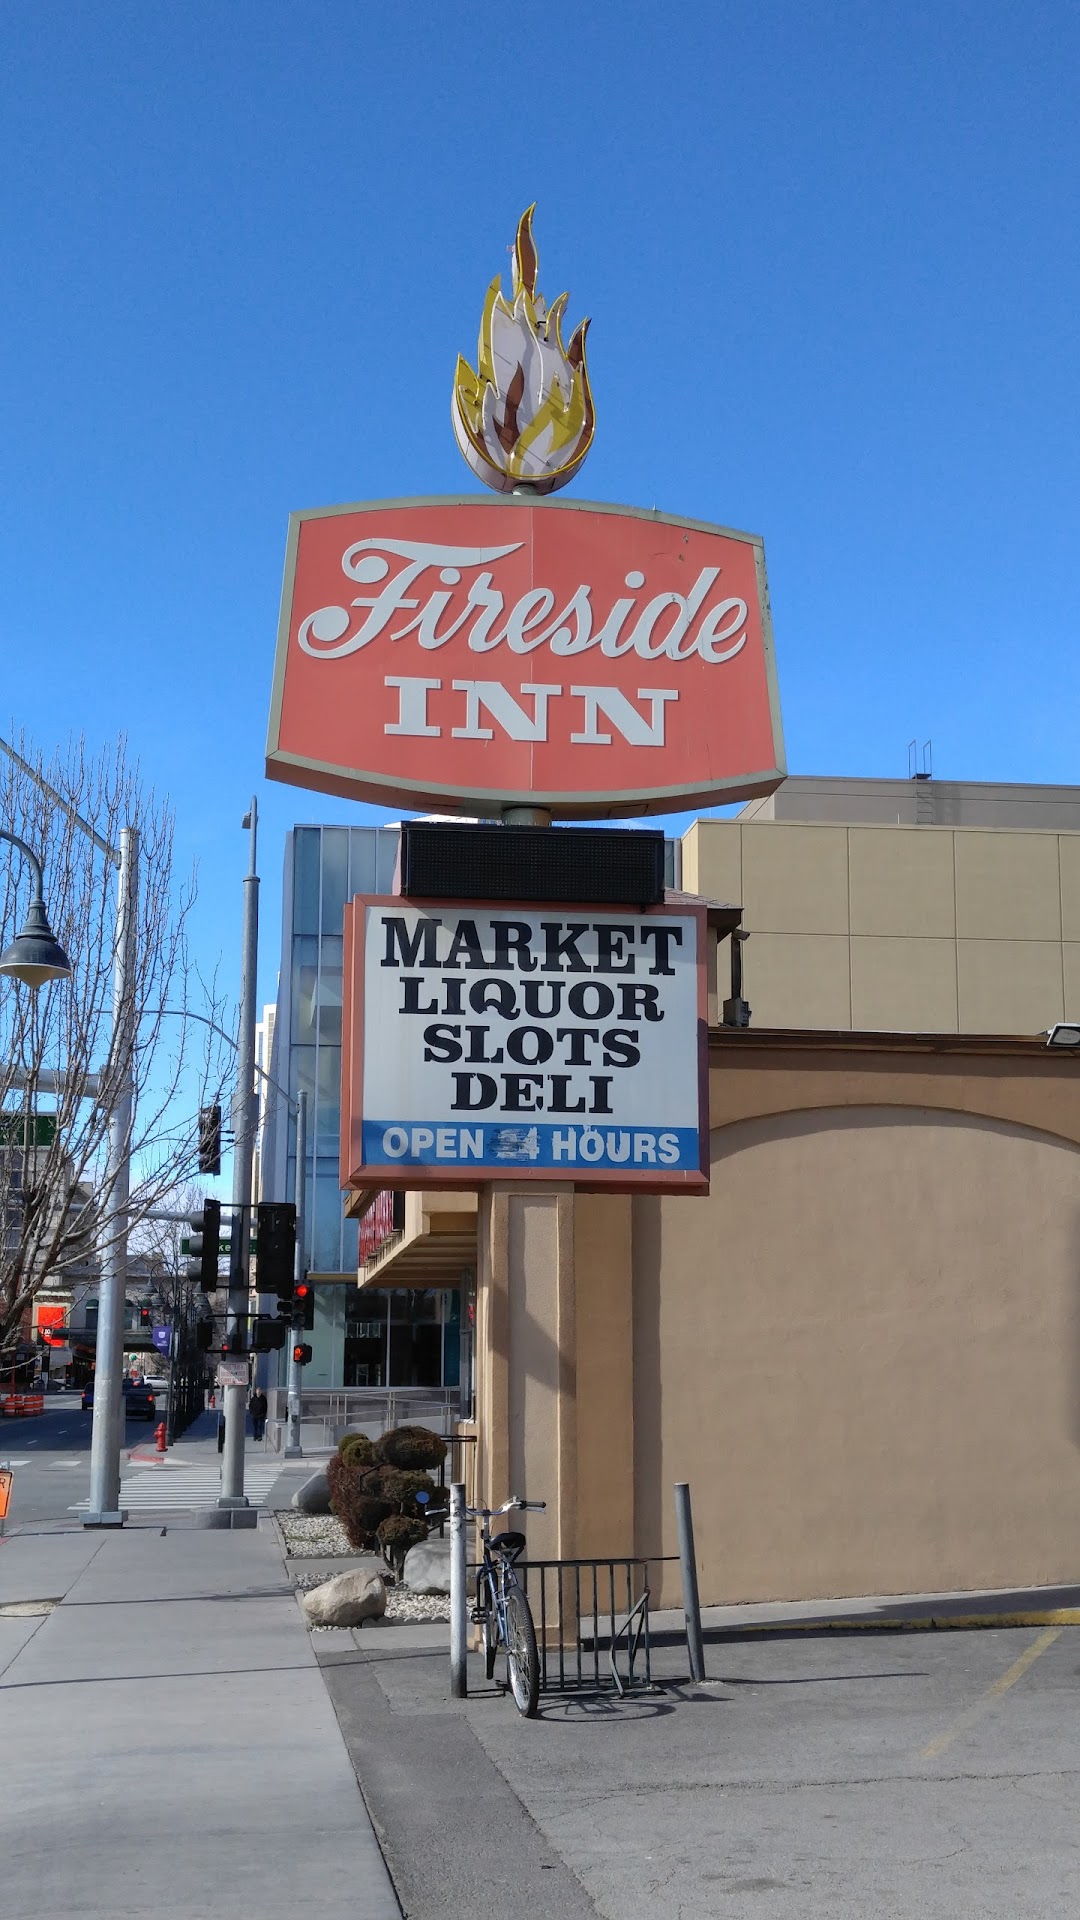 Fireside
INN
MARKET
LIQUOR
SLOTS
DELI
OPEN 24 HOURS